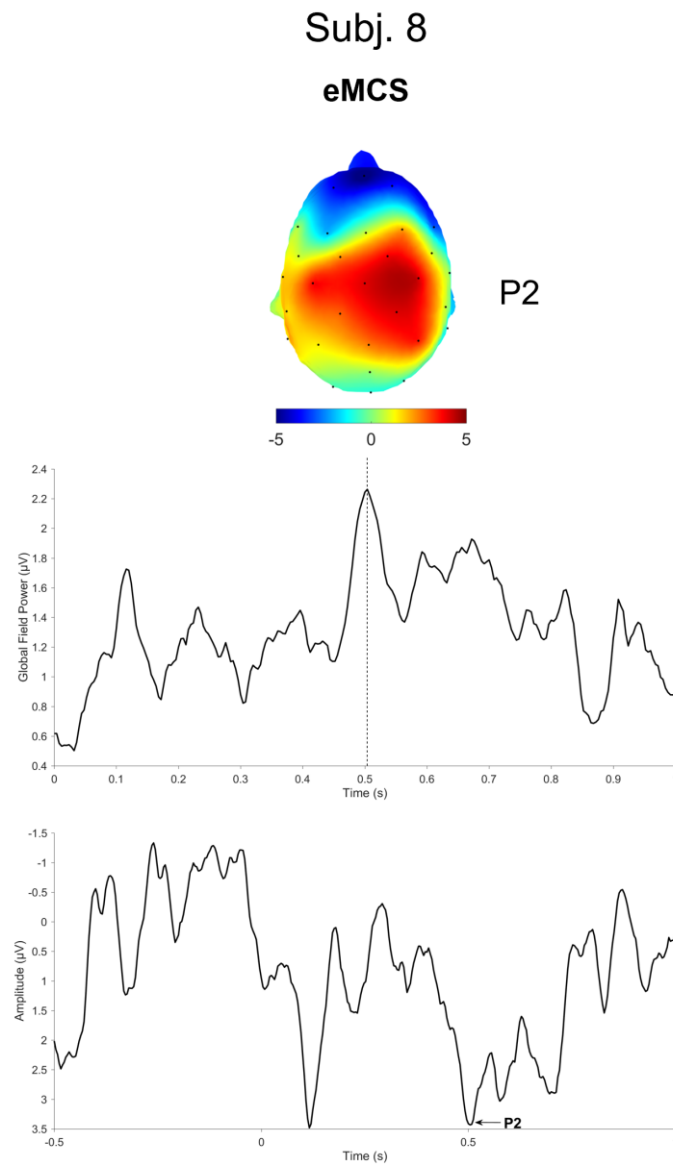 Subj. 8
eMCS
P2
-5 0 5
2.4
2.2
2
1.8
1.6
1.4
1.2
1
0.8
0.6
0.4
Global Field Power (µV)
0 0.1 0.2 0.3 0.4 0.5 0.6 0.7 0.8 0.9
Time (s)
-1.5
-1
-0.5
0
0.5
1
1.5
2
2.5
3
3.5
Amplitude (µV)
P2
-0.5 0 0.5
Time (s)